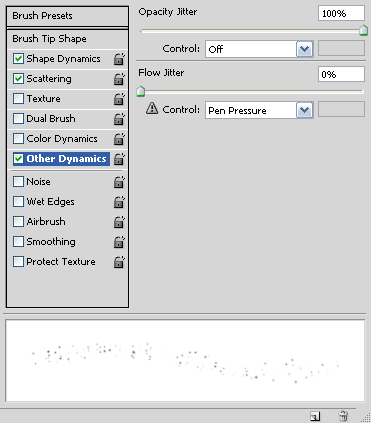 Brush Presets
Brush Tip Shape
Shape Dynamics
Scattering
Texture
Dual Brush
Color Dynamics
Other Dynamics
Noise
Wet Edges
Airbrush
Smoothing
Protect Texture
Opacity Jitter 100%
Control: Off
Flow Jitter 0%
Control: Pen Pressure